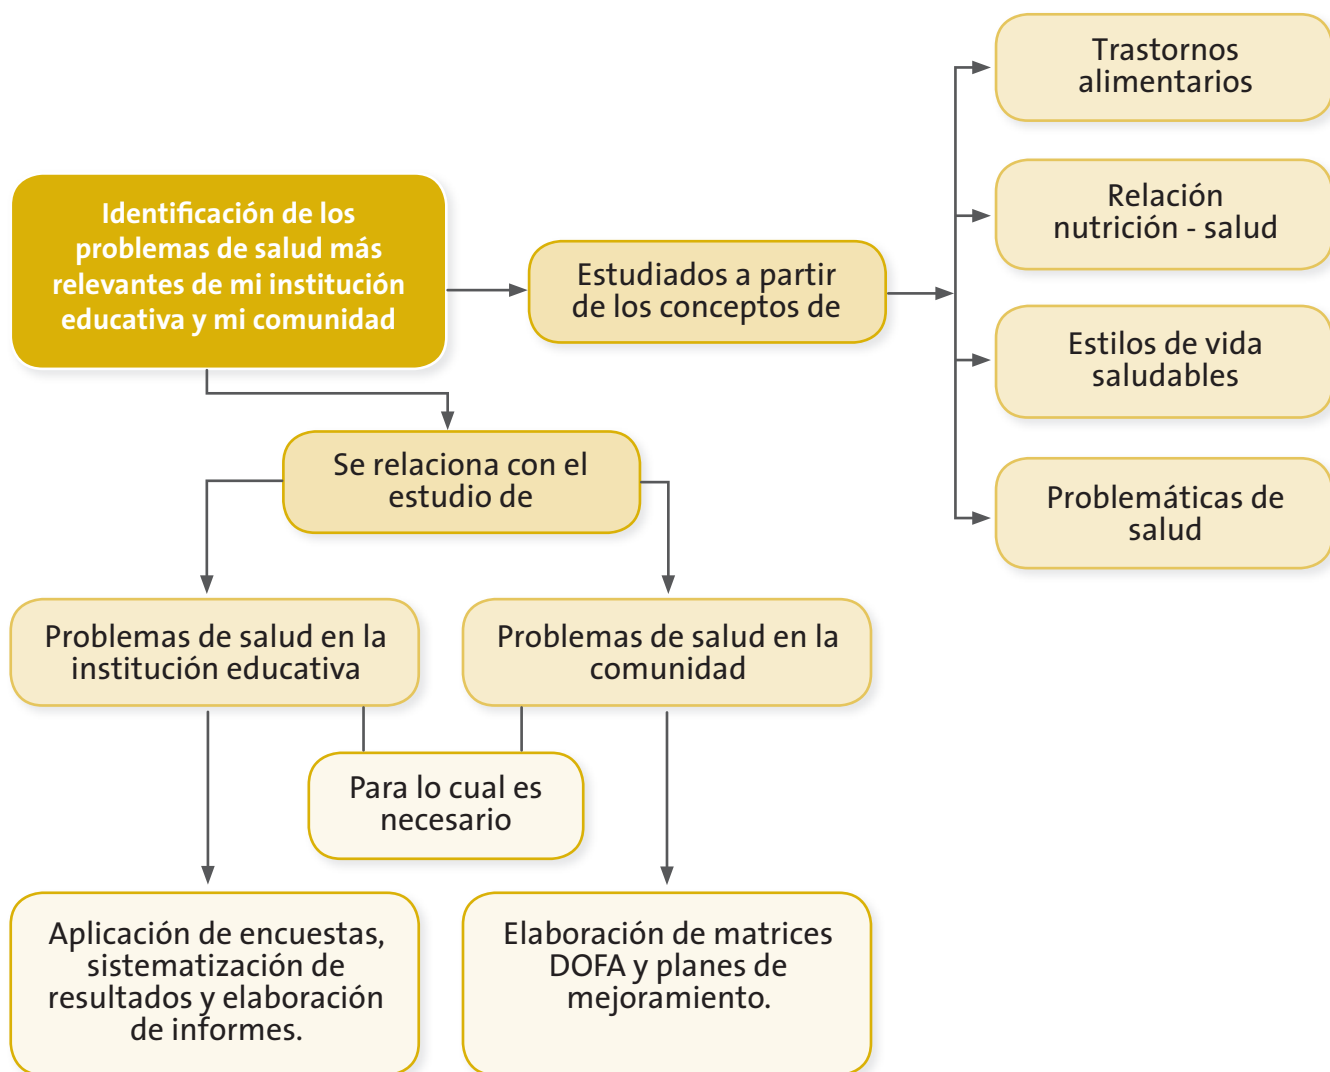 Identificación de los
problemas de salud más
relevantes de mi institución
educativa y mi comunidad
Estudiados a partir
de los conceptos de
Trastornos
alimentarios
Relación
nutrición - salud
Estilos de vida
saludables
Problemáticas de
salud
Se relaciona con el
estudio de
Problemas de salud en la
institución educativa
Problemas de salud en la
comunidad
Para lo cual es
necesario
Aplicación de encuestas,
sistematización de
resultados y elaboración
de informes.
Elaboración de matrices
DOFA y planes de
mejoramiento.